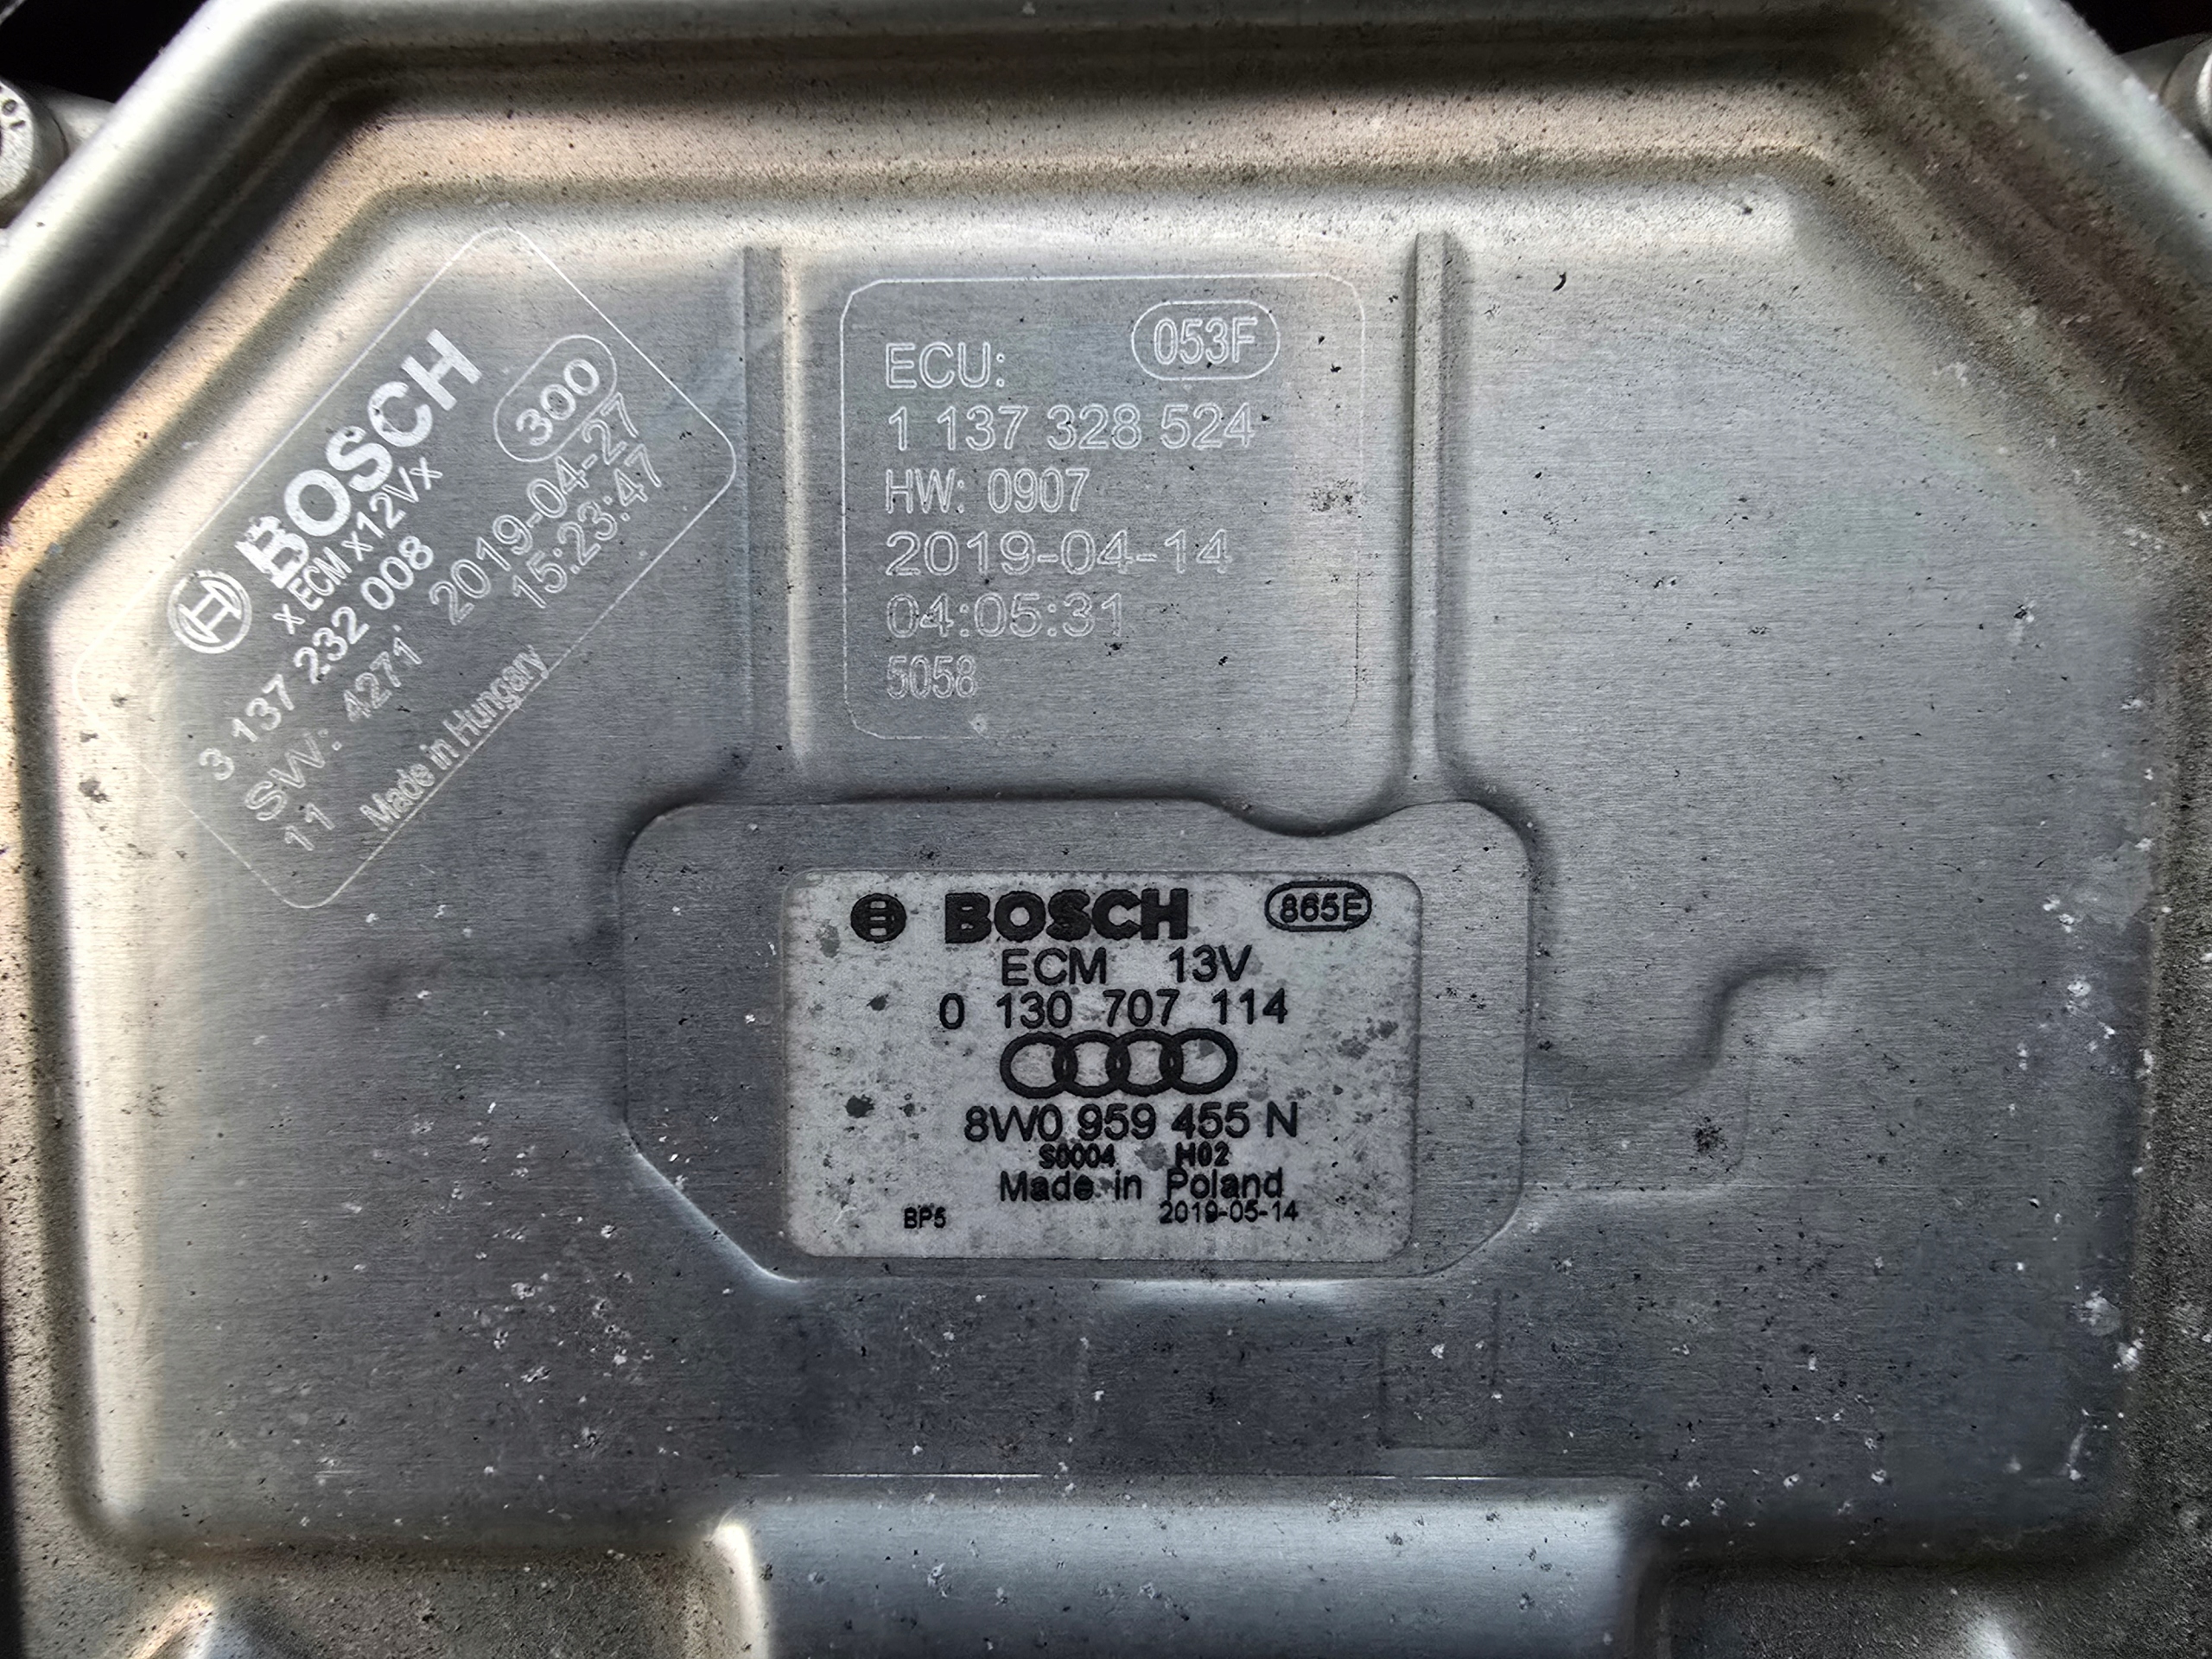 BOSCH
x ECM x12Vx
300
3 137 232 008
SW: 4271 2019-04-27
11 15:23:47
Made in Hungary
053F
ECU:
1 137 328 524
HW: 0907
2019-04-14
04:05:31
5058
BOSCH 865E
ECM 13V
0 130 707 114
8W0 959 455 N
S0004 H02
Made in Poland
BP5 2019-05-14